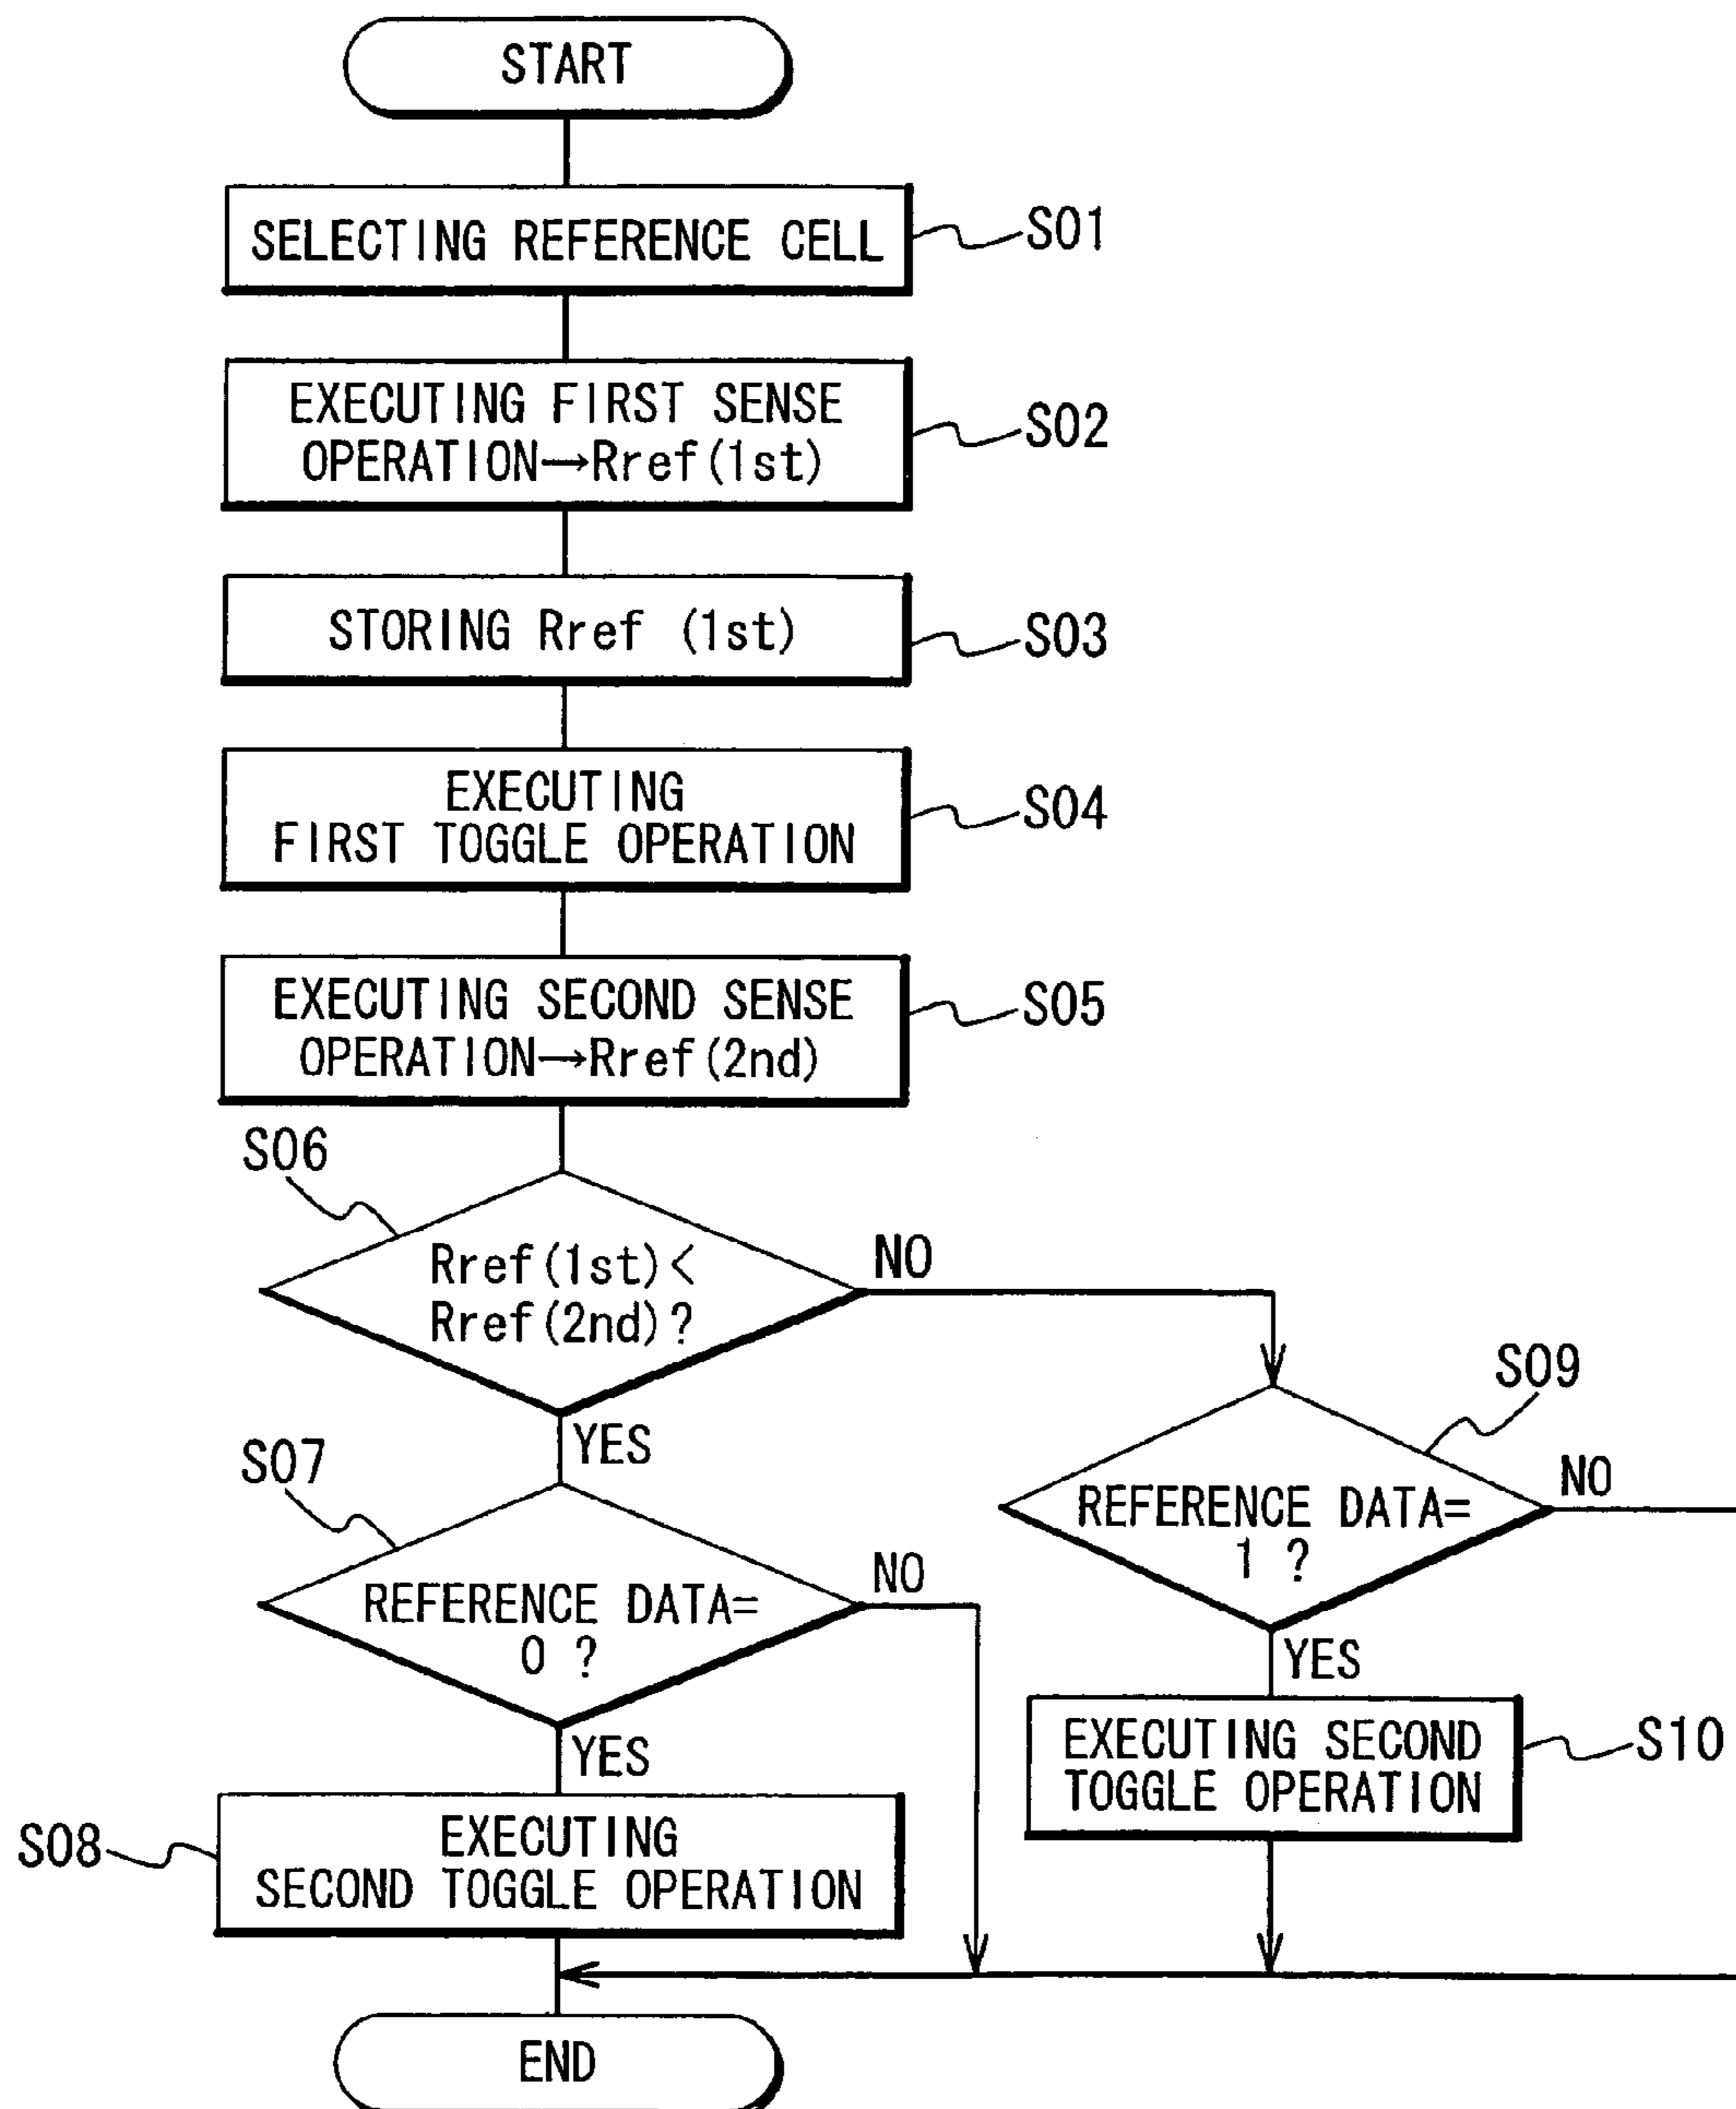 START
SELECTING REFERENCE CELL
S01
EXECUTING FIRST SENSE
OPERATION→Rref(1st)
S02
STORING Rref (1st)
S03
EXECUTING
FIRST TOGGLE OPERATION
S04
EXECUTING SECOND SENSE
OPERATION→Rref(2nd)
S05
S06
Rref(1st)<
Rref(2nd)?
NO
YES
S07
REFERENCE DATA=
0 ?
NO
YES
S08
EXECUTING
SECOND TOGGLE OPERATION
S09
REFERENCE DATA=
1 ?
NO
YES
EXECUTING SECOND
TOGGLE OPERATION
S10
END